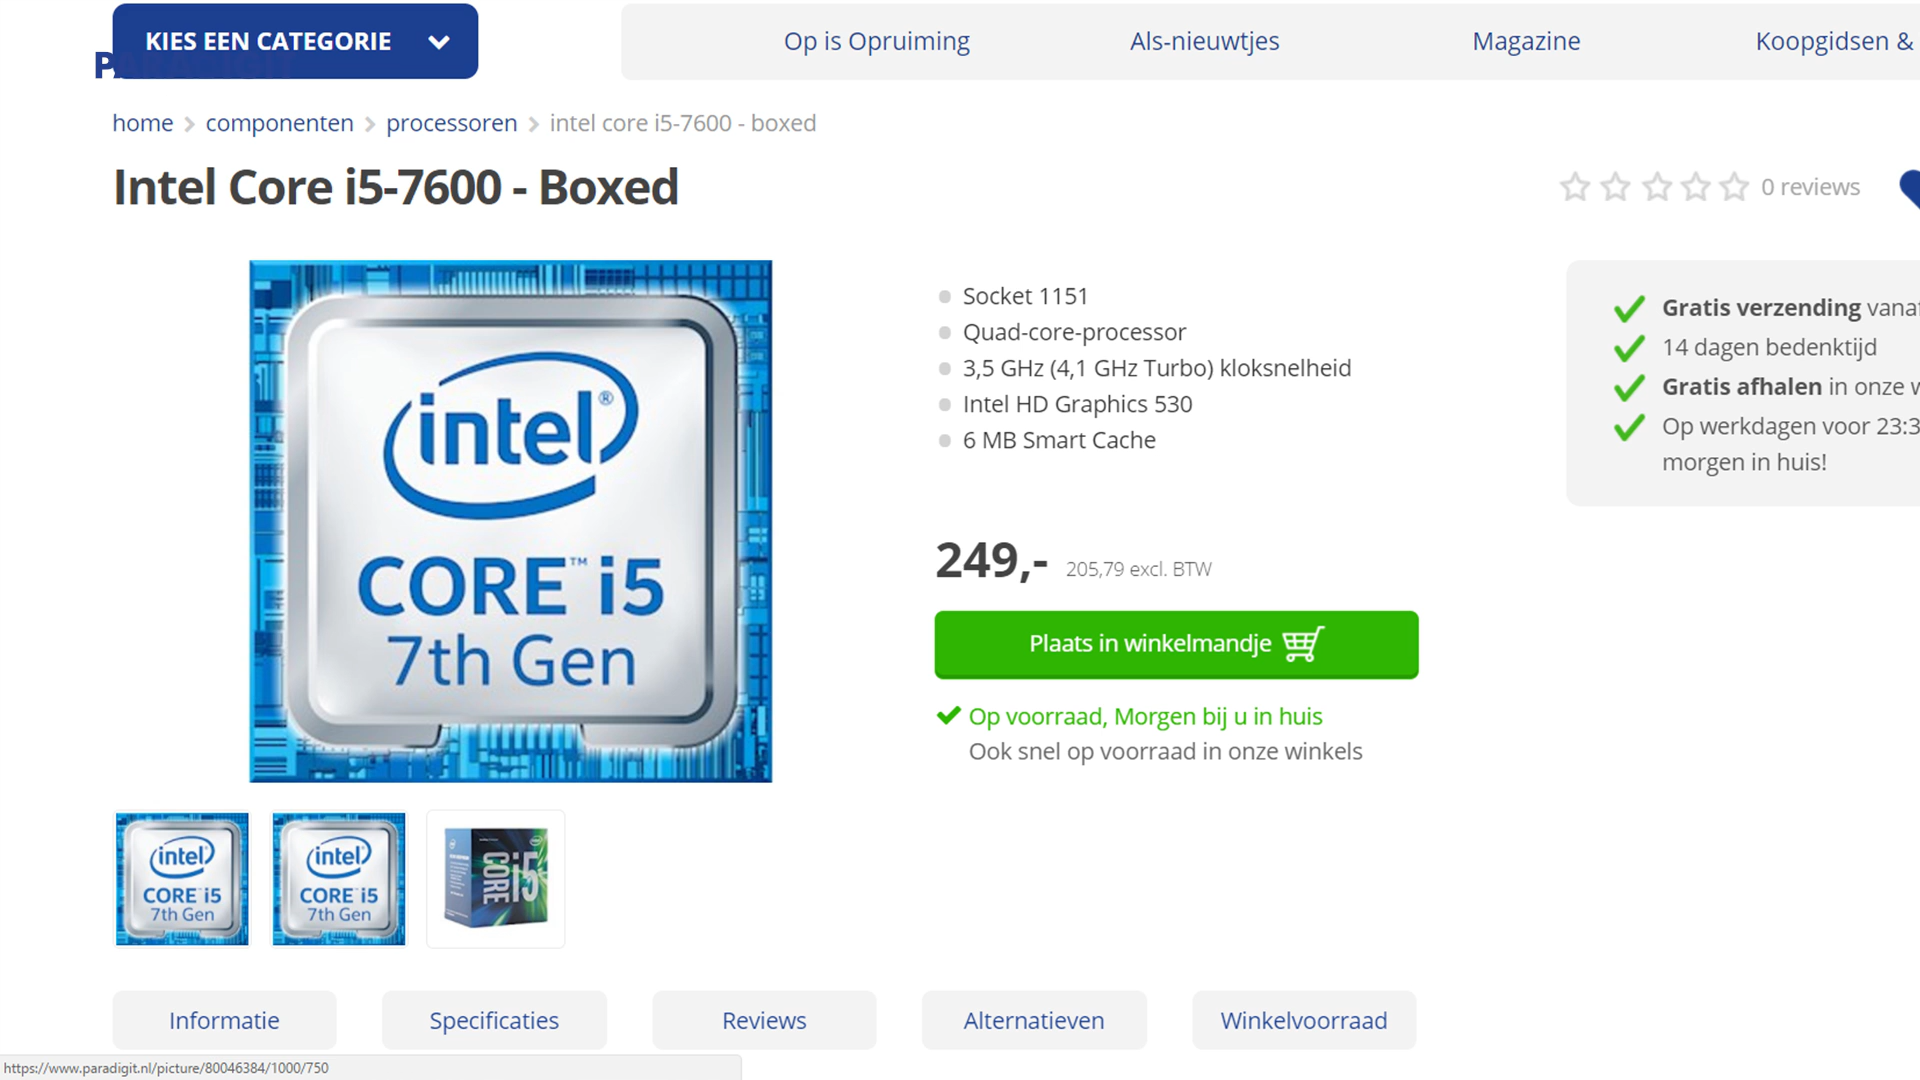 KIES EEN CATEGORIE
Op is Opruiming
Als-nieuwtjes
Magazine
Koopgidsen &
PARADIGIT
home > componenten > processoren > intel core i5-7600 - boxed
Intel Core i5-7600 - Boxed
0 reviews
intel®
CORE™ i5
7th Gen
Socket 1151
Quad-core-processor
3,5 GHz (4,1 GHz Turbo) kloksnelheid
Intel HD Graphics 530
6 MB Smart Cache
Gratis verzending
14 dagen bedenktijd
Gratis afhalen in onze
Op werkdagen voor
morgen in huis!
249,- 205,79 excl. BTW
Plaats in winkelmandje
Op voorraad, Morgen bij u in huis
Ook snel op voorraad in onze winkels
intel
CORE i5
7th Gen
intel
CORE i5
7th Gen
CORE i5
Informatie
Specificaties
Reviews
Alternatieven
Winkelvoorraad
https://www.paradigit.nl/picture/80046384/1000/750